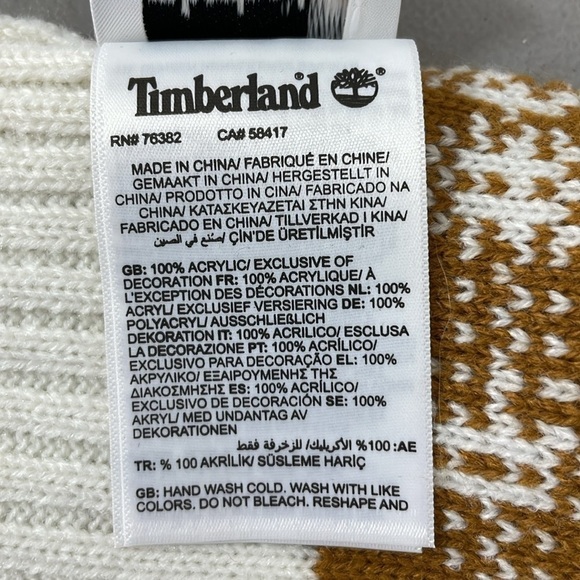 Timberland®
RN# 76382 CA# 58417
MADE IN CHINA/ FABRIQUÉ EN CHINE/
GEMAAKT IN CHINA/ HERGESTELLT IN
CHINA/ PRODOTTO IN CINA/ FABRICADO NA
CHINA/ ΚΑΤΑΣΚΕΥΑΖΕΤΑΙ ΣΤΗΝ ΚΙΝΑ/
FABRICADO EN CHINA/ TILLVERKAD I KINA/
صنع في الصين/ ÇİN'DE ÜRETİLMİŞTİR
GB: 100% ACRYLIC/ EXCLUSIVE OF
DECORATION FR: 100% ACRYLIQUE/ À
L'EXCEPTION DES DÉCORATIONS NL: 100%
ACRYL/ EXCLUSIEF VERSIERING DE: 100%
POLYACRYL/ AUSSCHLIEßLICH
DEKORATION IT: 100% ACRILICO/ ESCLUSA
LA DECORAZIONE PT: 100% ACRÍLICO/
EXCLUSIVO PARA DECORAÇÃO EL: 100%
ΑΚΡΥΛΙΚΟ/ ΕΞΑΙΡΟΥΜΕΝΗΣ ΤΗΣ
ΔΙΑΚΟΣΜΗΣΗΣ ES: 100% ACRÍLICO/
EXCLUSIVO DE DECORACIÓN SE: 100%
AKRYL/ MED UNDANTAG AV
DEKORATIONEN
AE: 100% الأكريليك/ للزخرفة فقط
TR: % 100 AKRİLİK/ SÜSLEME HARİÇ
GB: HAND WASH COLD. WASH WITH LIKE
COLORS. DO NOT BLEACH. RESHAPE AND